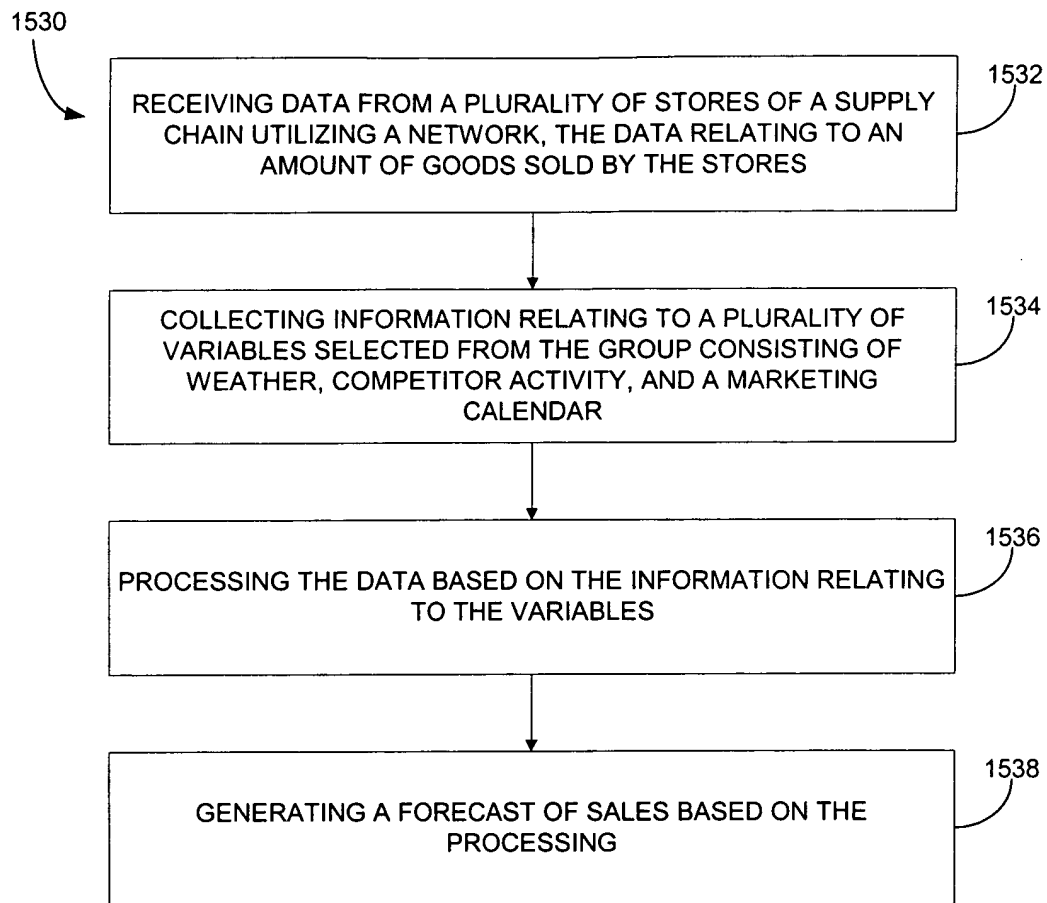 1530
1532
RECEIVING DATA FROM A PLURALITY OF STORES OF A SUPPLY
CHAIN UTILIZING A NETWORK, THE DATA RELATING TO AN
AMOUNT OF GOODS SOLD BY THE STORES
1534
COLLECTING INFORMATION RELATING TO A PLURALITY OF
VARIABLES SELECTED FROM THE GROUP CONSISTING OF
WEATHER, COMPETITOR ACTIVITY, AND A MARKETING
CALENDAR
1536
PROCESSING THE DATA BASED ON THE INFORMATION RELATING
TO THE VARIABLES
1538
GENERATING A FORECAST OF SALES BASED ON THE
PROCESSING